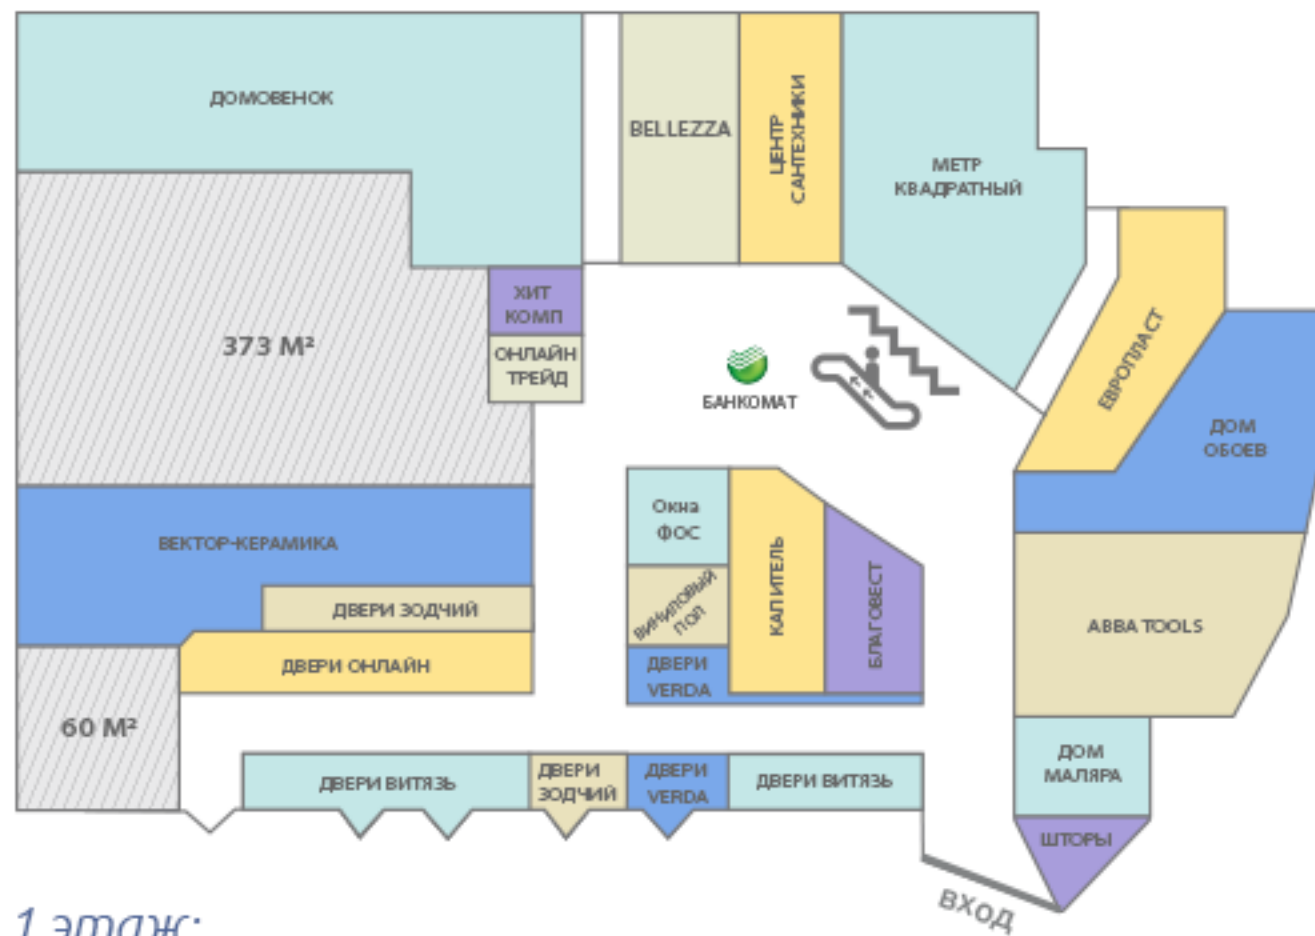 ДОМОВЕНОК
BELLEZZA
ЦЕНТР
САНТЕХНИКИ
МЕТР
КВАДРАТНЫЙ
373 М²
ХИТ
КОМП
ОНЛАЙН
ТРЕЙД
БАНКОМАТ
ЕВРОПЛАСТ
ДОМ
ОБОЕВ
ВЕКТОР-КЕРАМИКА
Окна
ФОС
ВИНИЛОВЫЙ
ПОЛ
КАПИТЕЛЬ
БЛАГОВЕСТ
ДВЕРИ ЗОДЧИЙ
ABBA TOOLS
ДВЕРИ ОНЛАЙН
ДВЕРИ
VERDA
60 М²
ДВЕРИ ВИТЯЗЬ
ДВЕРИ
ЗОДЧИЙ
ДВЕРИ
VERDA
ДВЕРИ ВИТЯЗЬ
ДОМ
МАЛЯРА
ШТОРЫ
ВХОД
1 этаж: